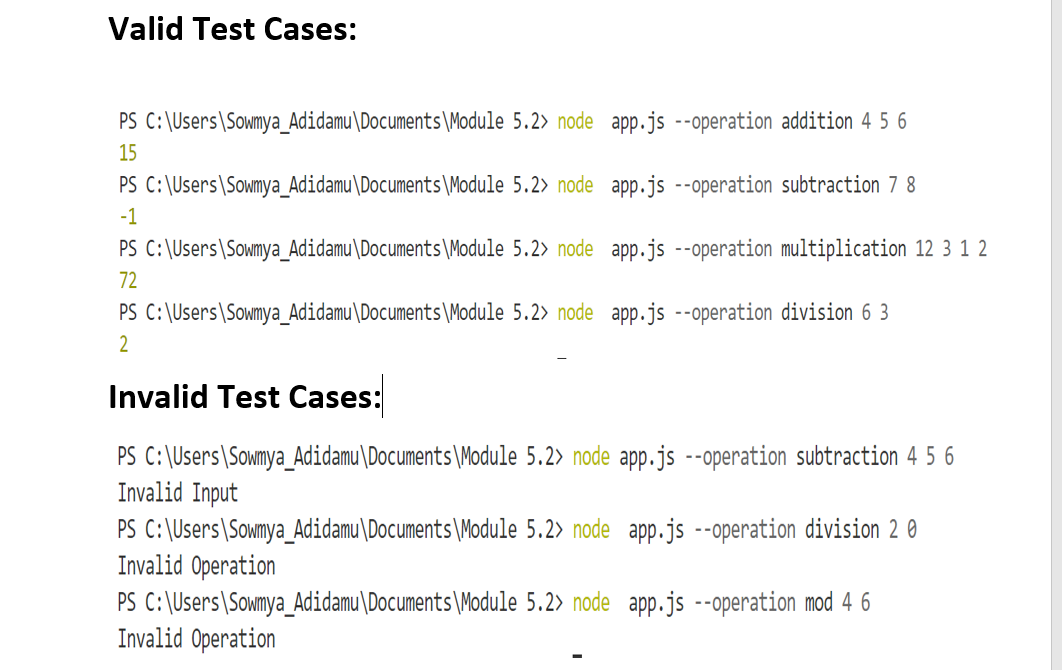 Valid Test Cases:
PS C:\Users\Sowmya_Adidamu\Documents\Module 5.2> node  app.js --operation addition 4 5 6
15
PS C:\Users\Sowmya_Adidamu\Documents\Module 5.2> node  app.js --operation subtraction 7 8
-1
PS C:\Users\Sowmya_Adidamu\Documents\Module 5.2> node  app.js --operation multiplication 12 3 1 2
72
PS C:\Users\Sowmya_Adidamu\Documents\Module 5.2> node  app.js --operation division 6 3
2
Invalid Test Cases:
PS C:\Users\Sowmya_Adidamu\Documents\Module 5.2> node app.js --operation subtraction 4 5 6
Invalid Input
PS C:\Users\Sowmya_Adidamu\Documents\Module 5.2> node  app.js --operation division 2 0
Invalid Operation
PS C:\Users\Sowmya_Adidamu\Documents\Module 5.2> node  app.js --operation mod 4 6
Invalid Operation